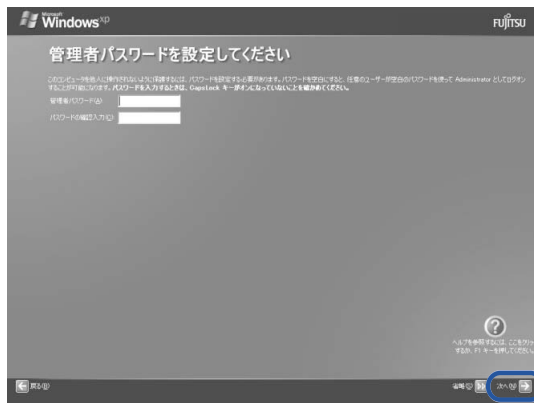 Microsoft
Windows xp
FUJITSU
管理者パスワードを設定してください
このコンピュータを他人に操作されないように保護するには、パスワードを設定する必要があります。パスワードを空白にすると、任意のユーザーが空白のパスワードを使って Administrator としてログオン
することが可能になります。パスワードを入力するときは、CapsLock キーがオンになっていないことを確かめてください。
管理者パスワード(A)
パスワードの確認入力(C)
ヘルプを参照するには、ここをクリッ
するか、F1 キーを押してください。
戻る(B)
省略(S)
次へ(N)